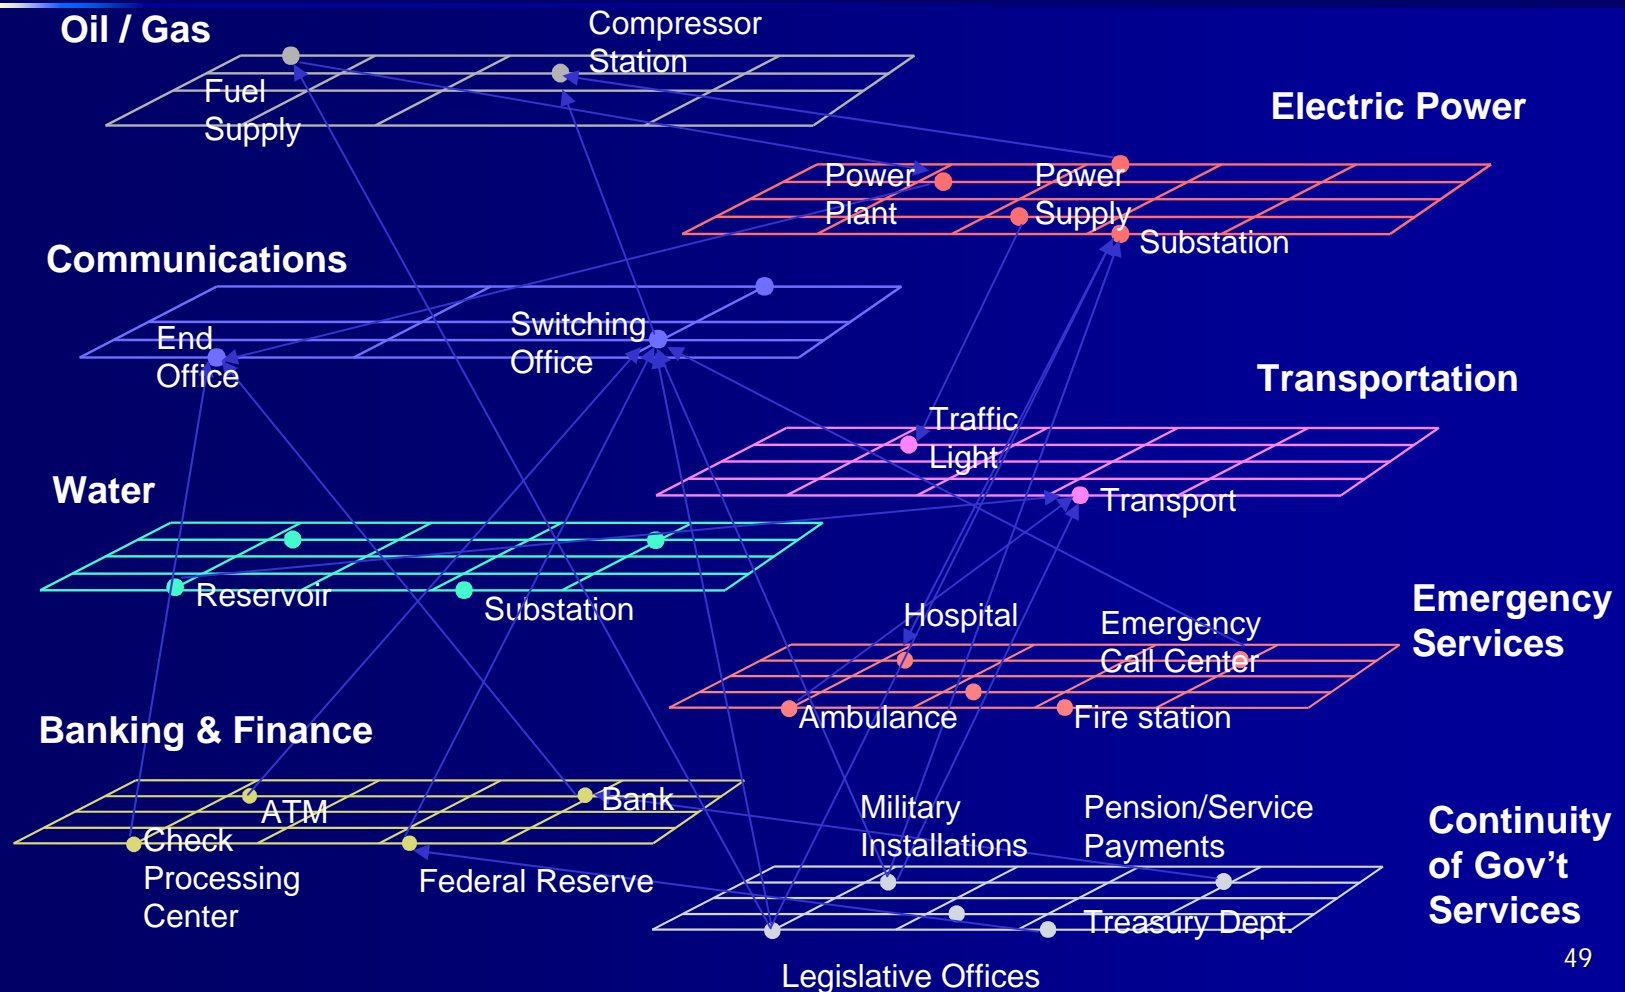 Oil / Gas
Compressor
Station
Fuel
Supply
Electric Power
Power
Plant
Power
Supply
Substation
Communications
End
Office
Switching
Office
Transportation
Traffic
Light
Transport
Water
Reservoir
Substation
Emergency
Services
Hospital
Emergency
Call Center
Ambulance
Fire station
Banking & Finance
ATM
Bank
Check
Processing
Center
Federal Reserve
Military
Installations
Pension/Service
Payments
Continuity
of Gov’t
Services
Treasury Dept.
Legislative Offices
49